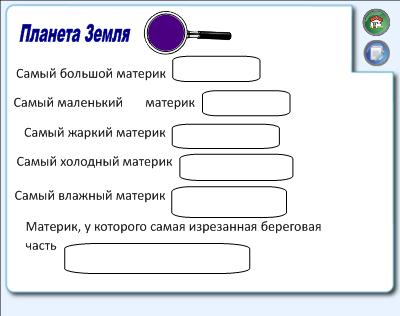 Планета Земля
Самый большой материк
Самый маленький материк
Самый жаркий материк
Самый холодный материк
Самый влажный материк
Материк, у которого самая изрезанная береговая
часть